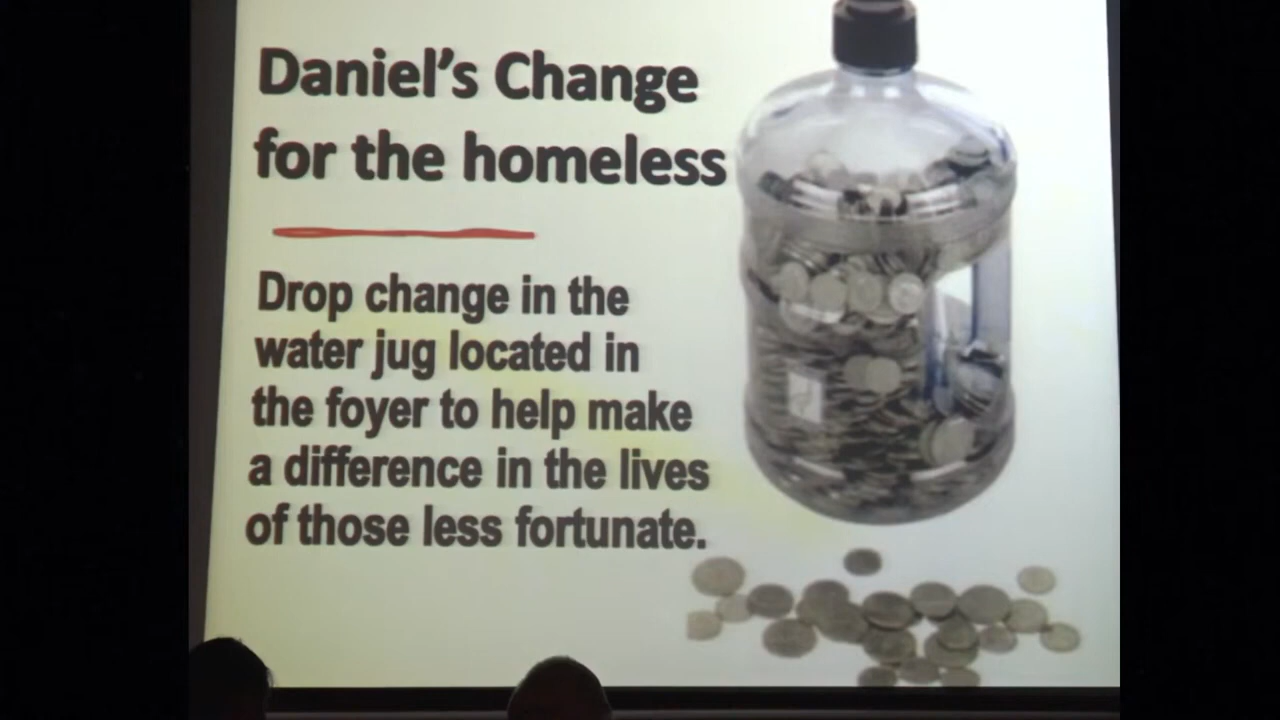 Daniel’s Change
for the homeless
Drop change in the
water jug located in
the foyer to help make
a difference in the lives
of those less fortunate.